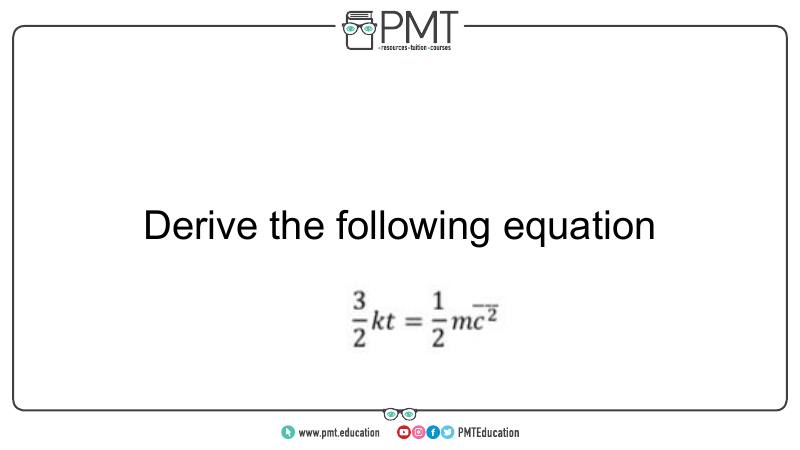 PMT
•resources•tuition•courses
Derive the following equation
3/2 kt = 1/2 mc̅²
www.pmt.education PMTEducation